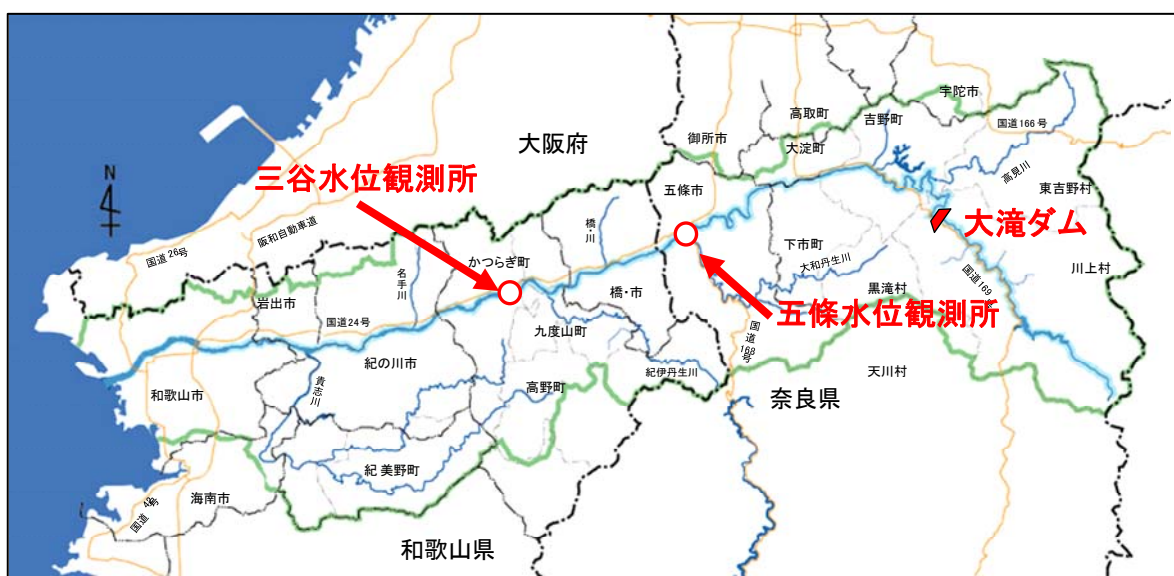 宇陀市
高取町
吉野町
国道166号
大阪府
御所市
大淀町
高見川
三谷水位観測所
五條市
東吉野村
N
橋・川
大滝ダム
阪和自動車道
下市町
国道26号
かつらぎ町
大和丹生川
川上村
名手川
岩出市
橋・市
黒滝村
国道169号
国道24号
五條水位観測所
九度山町
国道168号
紀の川市
紀伊丹生川
天川村
貴志川
高野町
和歌山市
奈良県
紀 美野町
海南市
国道 42号
和歌山県